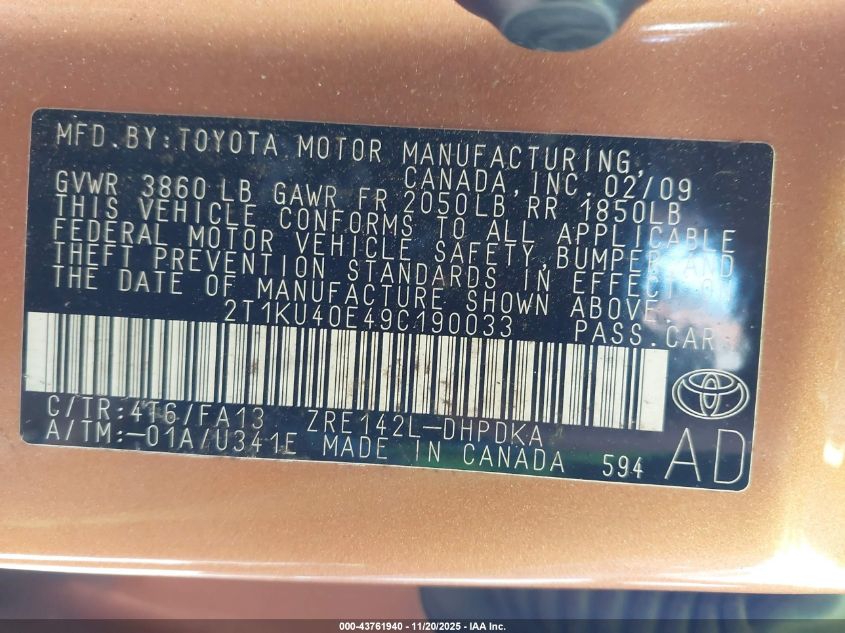 MFD.BY:TOYOTA MOTOR MANUFACTURING,
CANADA, INC. 02/09
GVWR 3860 LB GAWR FR 2050LB RR 1850LB
THIS VEHICLE CONFORMS TO ALL APPLICABLE
FEDERAL MOTOR VEHICLE SAFETY, BUMPER AND
THEFT PREVENTION STANDARDS IN EFFECT ON
THE DATE OF MANUFACTURE SHOWN ABOVE.
2T1KU40E49C190033 PASS.CAR
C/TR:4T6/FA13 ZRE142L-DHPDKA
A/TM:-01A/U341E MADE IN CANADA 594 AD
000-43761940 - 11/20/2025 - IAA Inc.